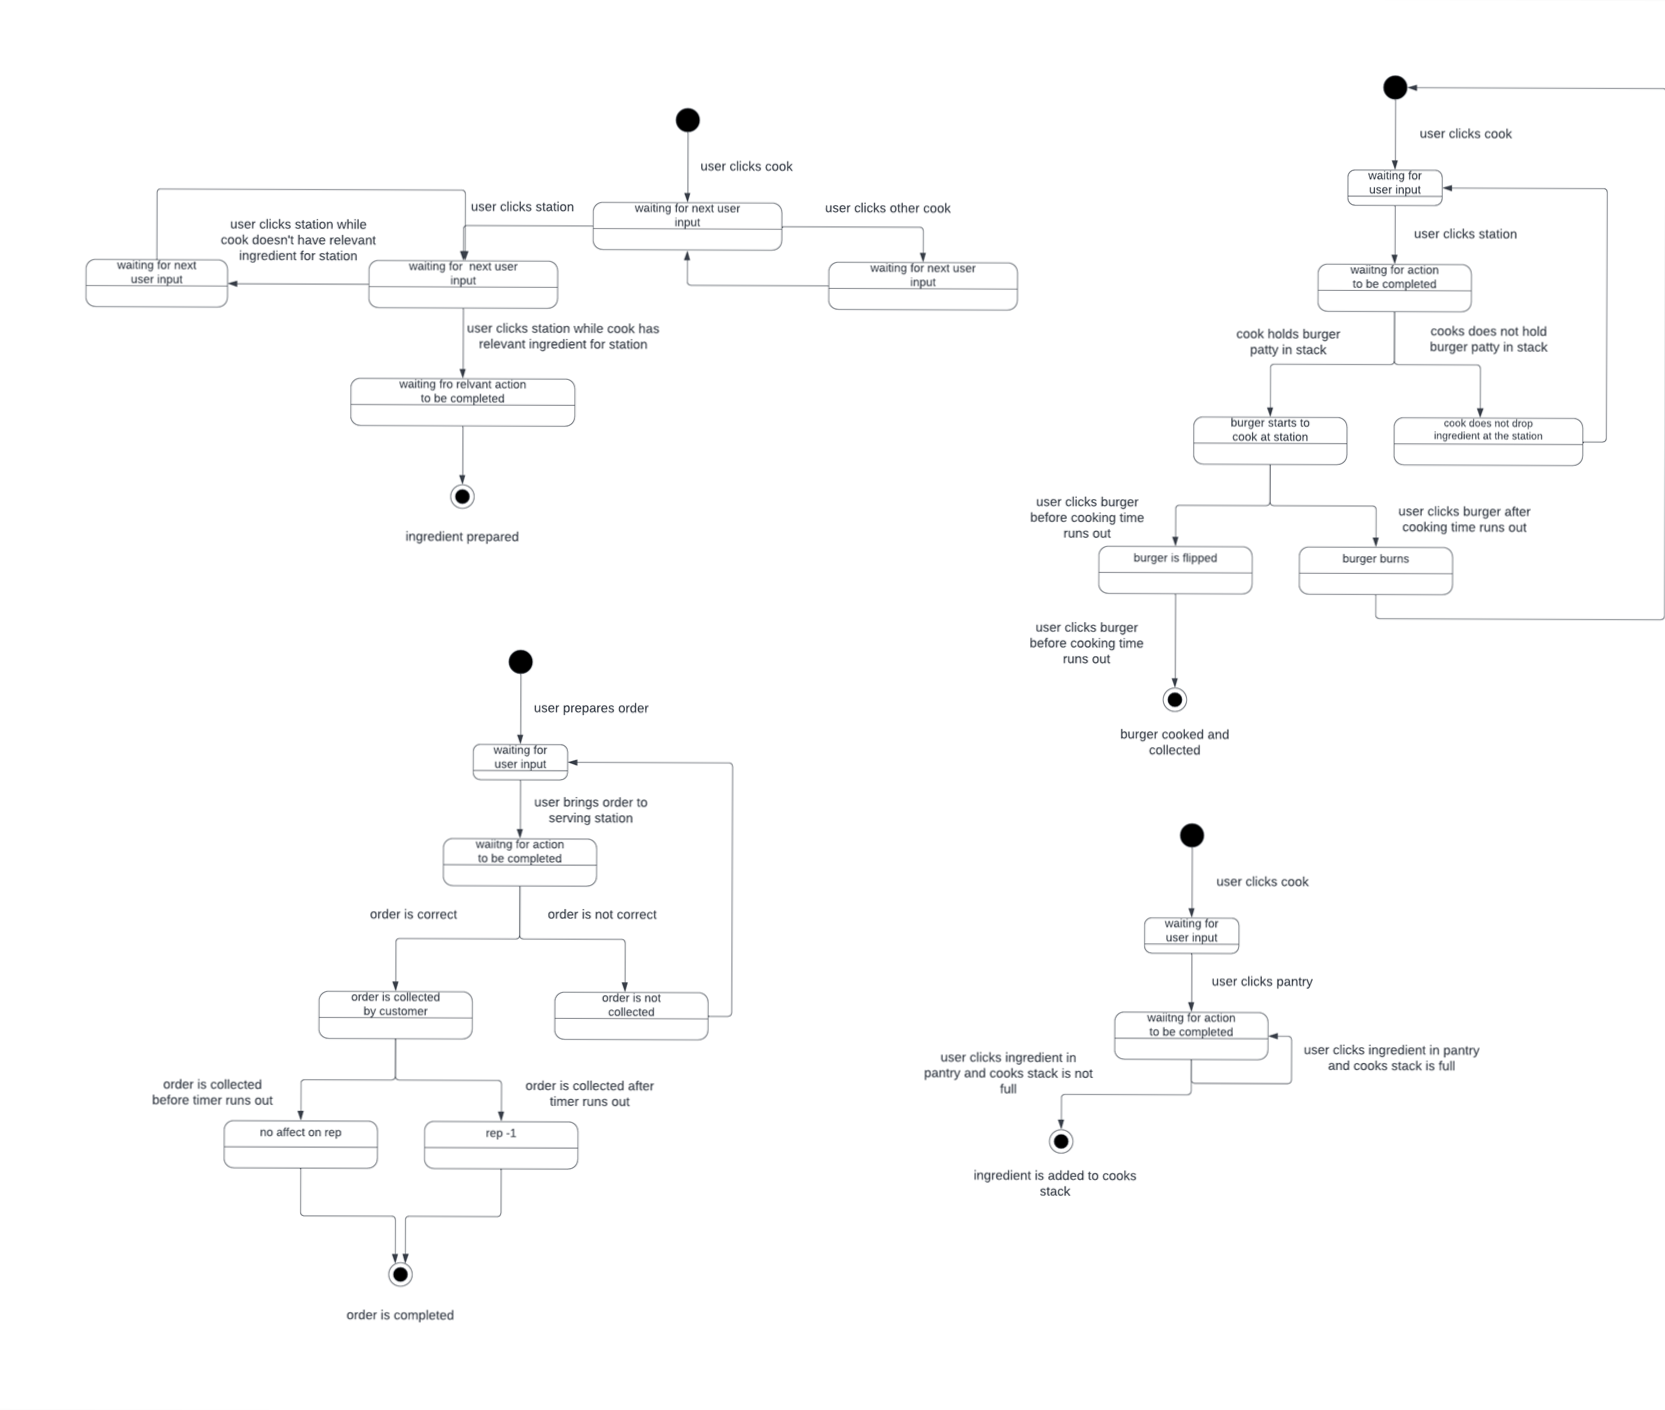 user clicks cook
user clicks station
waiting for next user
input
user clicks other cook
user clicks station while
cook doesn't have relevant
ingredient for station
waiting for next
user input
waiting for  next user
input
waiting for next user
input
user clicks station while cook has
relevant ingredient for station
waiting fro relvant action
to be completed
ingredient prepared
user clicks cook
waiting for
user input
user clicks station
waiitng for action
to be completed
cook holds burger
patty in stack
cooks does not hold
burger patty in stack
burger starts to
cook at station
cook does not drop
ingredient at the station
user clicks burger
before cooking time
runs out
user clicks burger after
cooking time runs out
burger is flipped
burger burns
user clicks burger
before cooking time
runs out
burger cooked and
collected
user prepares order
waiting for
user input
user brings order to
serving station
waiitng for action
to be completed
order is correct
order is not correct
order is collected
by customer
order is not
collected
order is collected
before timer runs out
order is collected after
timer runs out
no affect on rep
rep -1
order is completed
user clicks cook
waiting for
user input
user clicks pantry
waiitng for action
to be completed
user clicks ingredient in
pantry and cooks stack is not
full
user clicks ingredient in pantry
and cooks stack is full
ingredient is added to cooks
stack